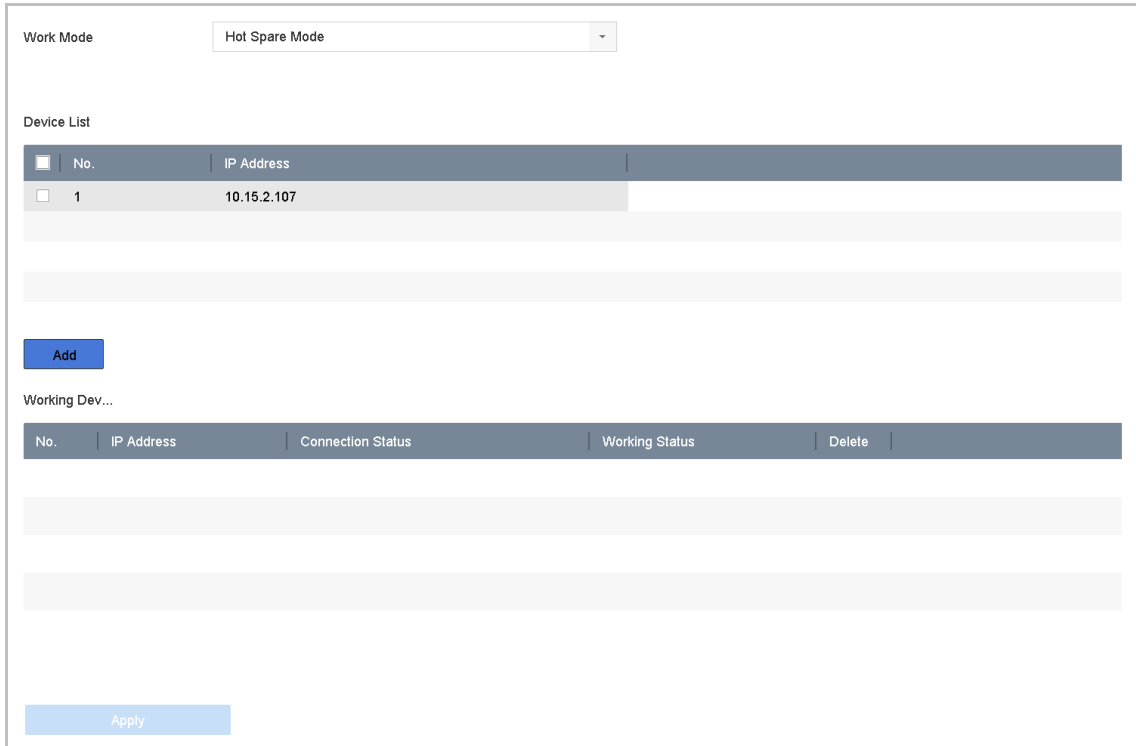 Work Mode Hot Spare Mode
Device List
No. IP Address
1 10.15.2.107
Add
Working Dev...
No. IP Address Connection Status Working Status Delete
Apply